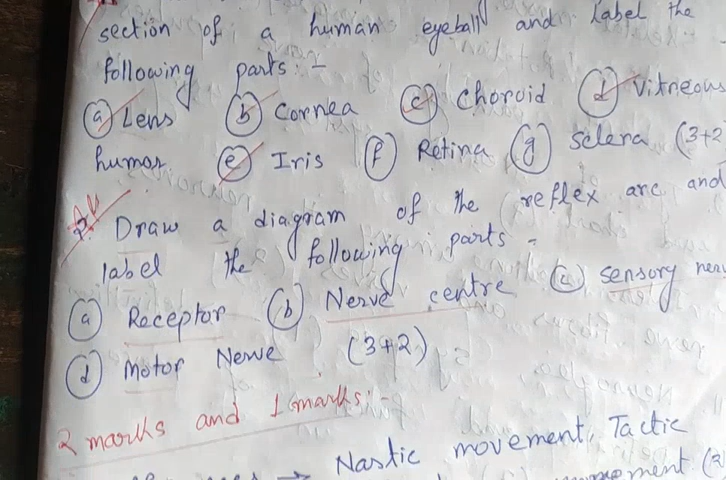 section of a human eyeball and label the
following parts :-
(a) Lens (b) Cornea (c) Choroid (d) Vitreous
humor (e) Iris (f) Retina (g) Sclera (3+2
Draw a diagram of the reflex arc and
label the following parts -
(a) Receptor (b) Nerve centre (c) sensory
(d) Motor Nerve (3+2)
2 marks and 1 marks :-
Nastic movement, Tactic